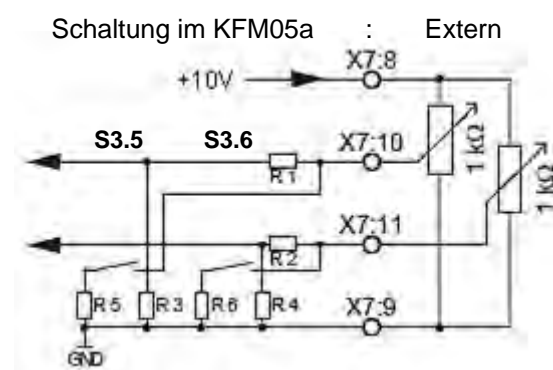 Schaltung im KFM05a : Extern
X7:8
+10V
S3.5 S3.6 X7:10
R1
1 kΩ
1 kΩ
X7:11
R2
R5 R3 R6 R4 X7:9
GND